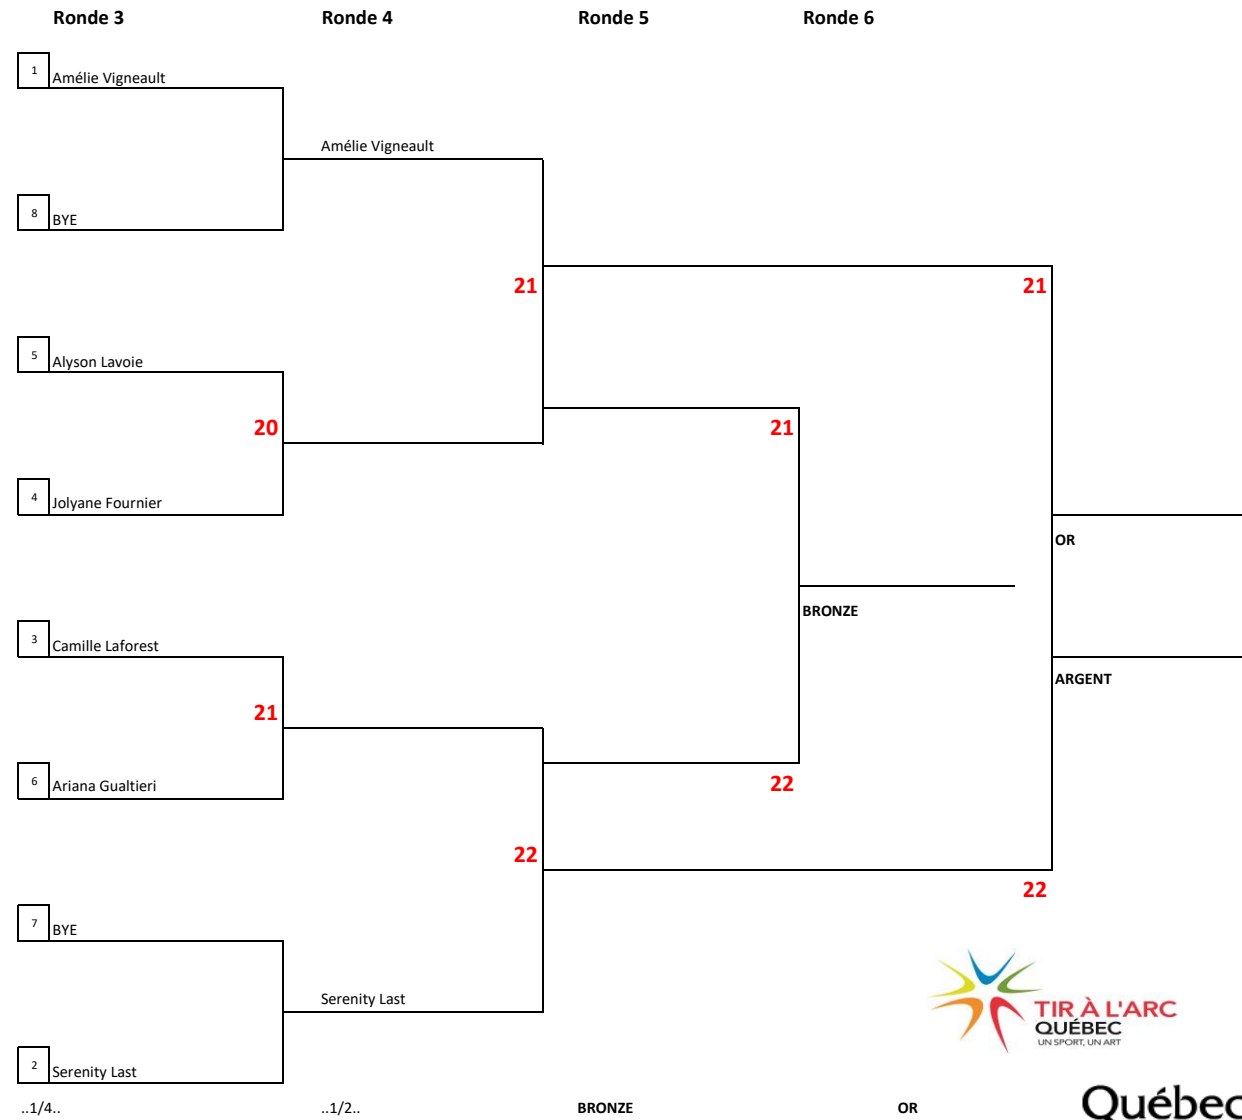 Ronde 3 Ronde 4 Ronde 5 Ronde 6
1 Amélie Vigneault
Amélie Vigneault
8 BYE
21 21
5 Alyson Lavoie
20 21
4 Jolyane Fournier
OR
BRONZE
3 Camille Laforest
ARGENT
21
6 Ariana Gualtieri
22
22
22
7 BYE
Serenity Last
TIR À L'ARC
QUÉBEC
UN SPORT, UN ART
2 Serenity Last
..1/4.. ..1/2.. BRONZE OR
Québec